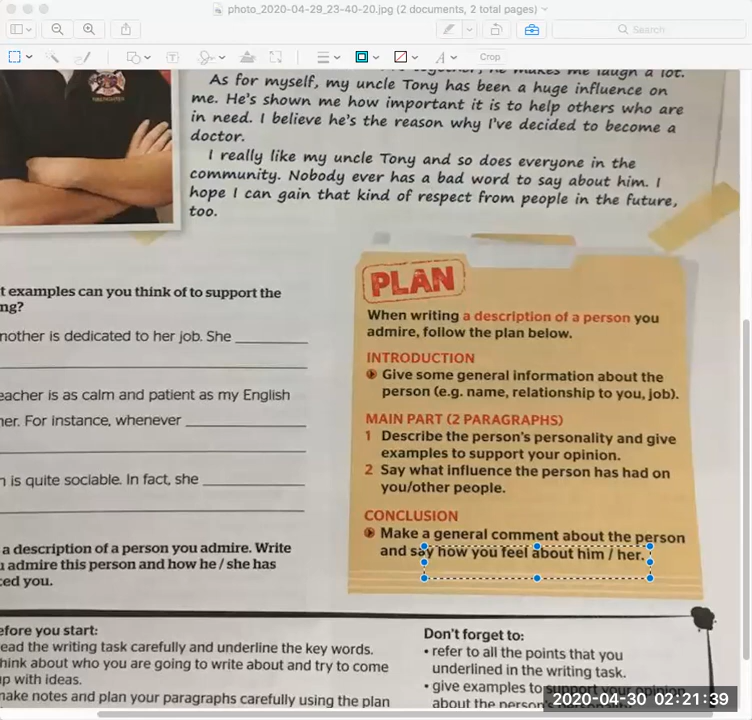 photo_2020-04-29_23-40-20.jpg (2 documents, 2 total pages)
Search
Crop
makes me laugh a lot.
As for myself, my uncle Tony has been a huge influence on
me. He's shown me how important it is to help others who are
in need. I believe he's the reason why I've decided to become a
doctor.
I really like my uncle Tony and so does everyone in the
community. Nobody ever has a bad word to say about him. I
hope I can gain that kind of respect from people in the future,
too.
t examples can you think of to support the
ng?
nother is dedicated to her job. She
eacher is as calm and patient as my English
her. For instance, whenever
n is quite sociable. In fact, she
a description of a person you admire. Write
u admire this person and how he / she has
ced you.
PLAN
When writing a description of a person you
admire, follow the plan below.
INTRODUCTION
Give some general information about the
person (e.g. name, relationship to you, job).
MAIN PART (2 PARAGRAPHS)
1 Describe the person's personality and give
examples to support your opinion.
2 Say what influence the person has had on
you/other people.
CONCLUSION
Make a general comment about the person
and say how you feel about him / her.
efore you start:
ead the writing task carefully and underline the key words.
hink about who you are going to write about and try to come
up with ideas.
make notes and plan your paragraphs carefully using the plan
Don't forget to:
• refer to all the points that you
underlined in the writing task.
• give examples to support your opinion
about the person
2020-04-30 02:21:39